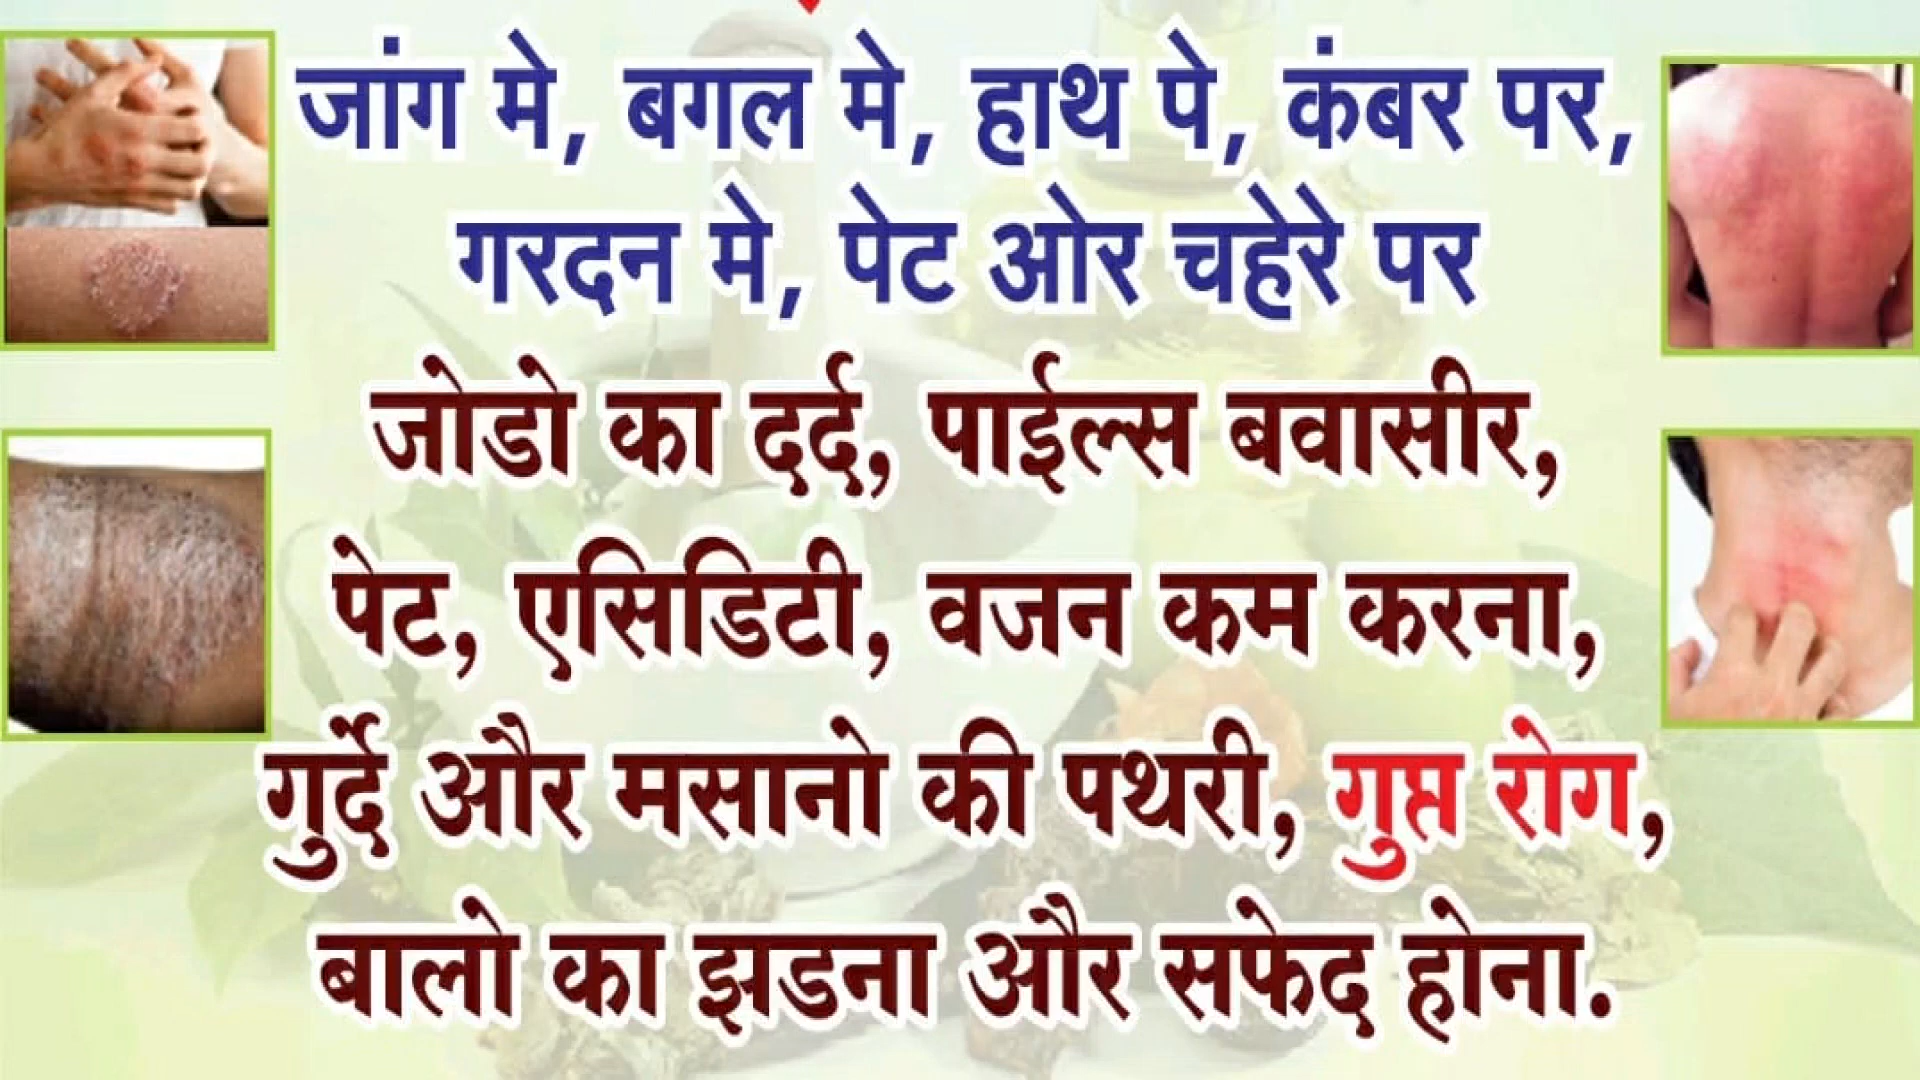 जांग मे, बगल मे, हाथ पे, कंबर पर,
गरदन मे, पेट ओर चहेरे पर
जोडो का दर्द, पाईल्स बवासीर,
पेट, एसिडिटी, वजन कम करना,
गुर्दे और मसानो की पथरी, गुप्त रोग,
बालो का झडना और सफेद होना.